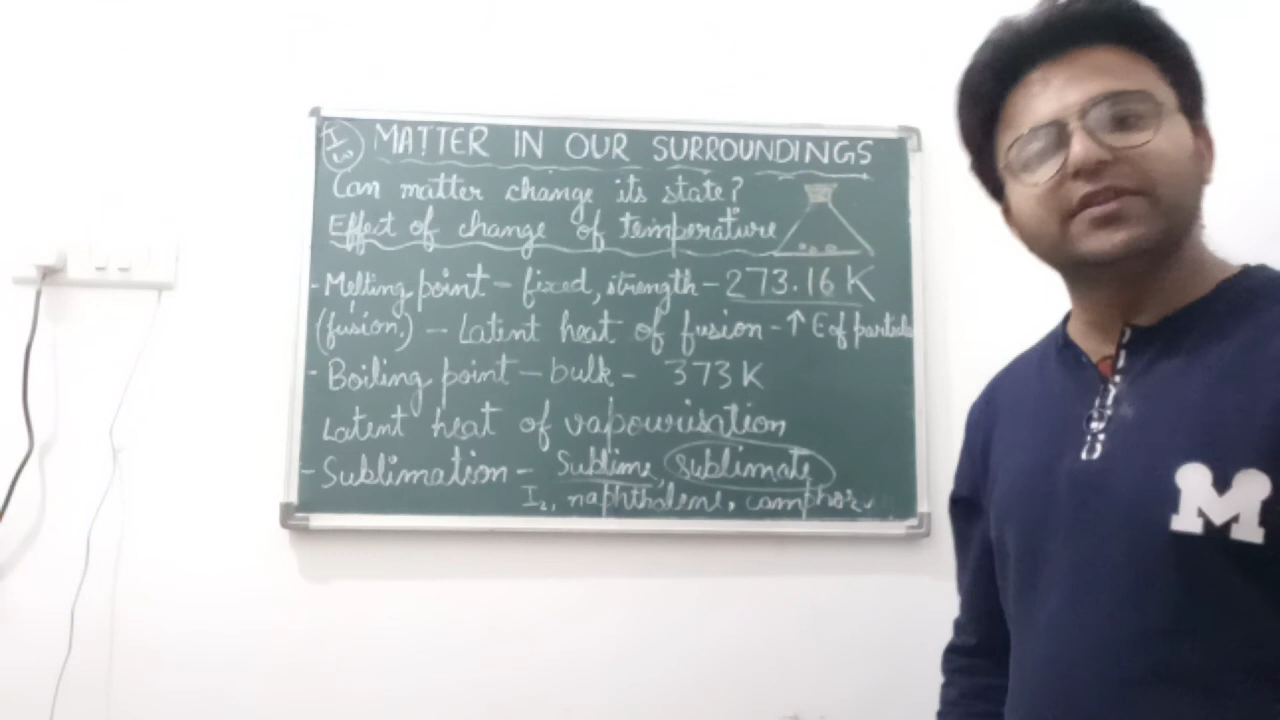 I MATTER IN OUR SURROUNDINGS
Can matter change its state?
Effect of change of temperature
- Melting point - fixed, strength - 273.16 K
(fusion) - Latent heat of fusion - ↑ E of particles
- Boiling point - bulk - 373 K
Latent heat of vapourisation
- Sublimation - Sublime, sublimate
I₂, naphthalene, camphor
M